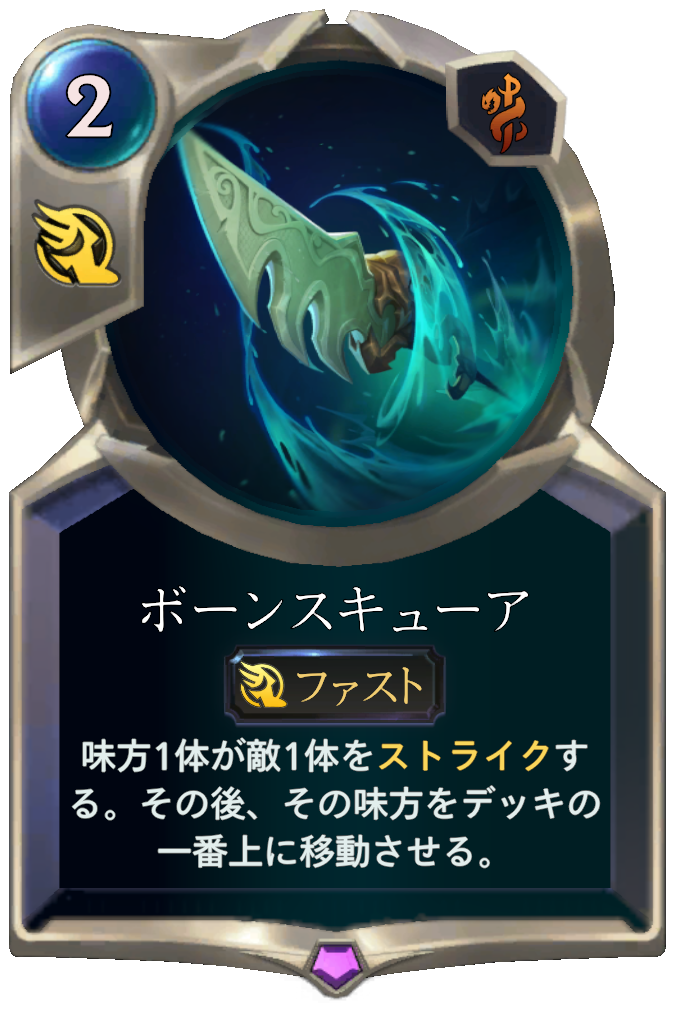 2
ボーンスキューア
ファスト
味方1体が敵1体をストライクす
る。その後、その味方をデッキの
一番上に移動させる。